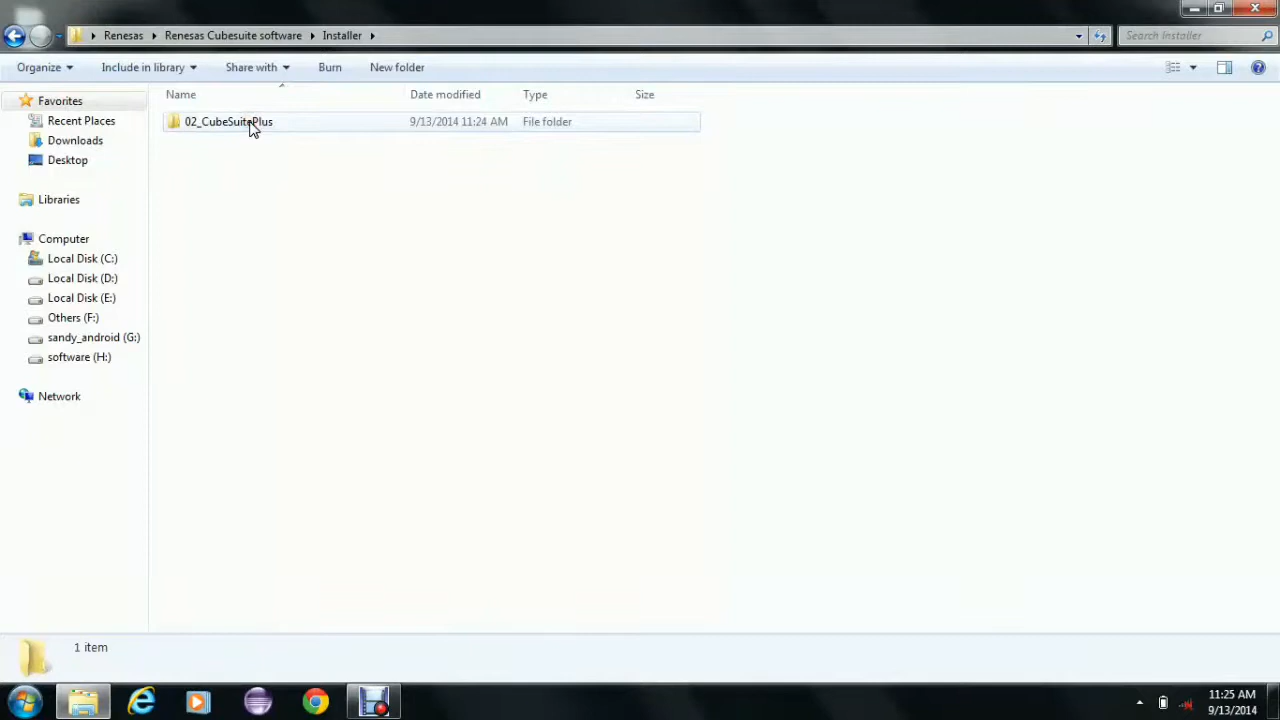 Renesas Renesas Cubesuite software Installer Search Installer
Organize Include in library Share with Burn New folder
Name Date modified Type Size
02_CubeSuitePlus 9/13/2014 11:24 AM File folder
Favorites
Recent Places
Downloads
Desktop
Libraries
Computer
Local Disk (C:)
Local Disk (D:)
Local Disk (E:)
Others (F:)
sandy_android (G:)
software (H:)
Network
1 item
11:25 AM
9/13/2014